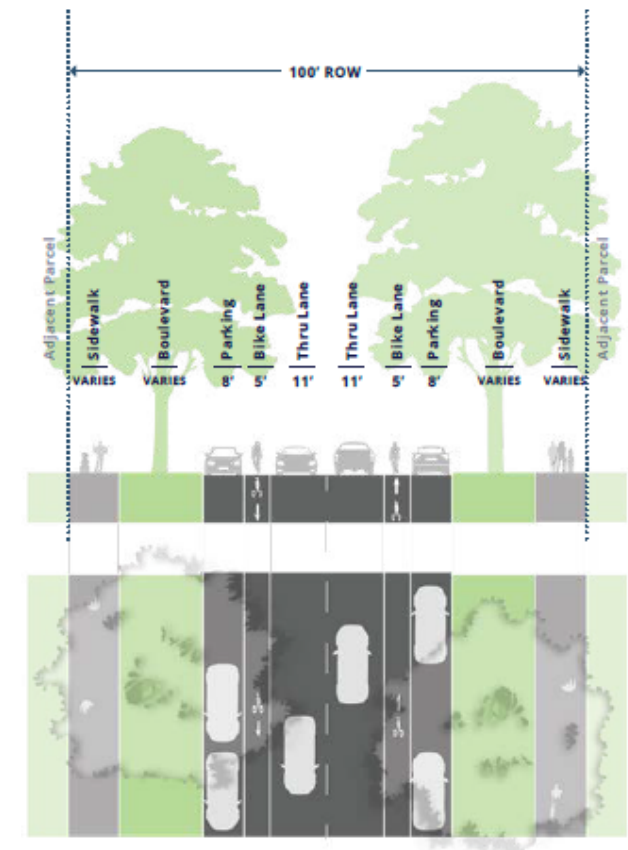 100' ROW
Adjacent Parcel
Sidewalk
Boulevard
Parking
Bike Lane
Thru Lane
Thru Lane
Bike Lane
Parking
Boulevard
Sidewalk
Adjacent Parcel
VARIES
VARIES
8'
5'
11'
11'
5'
8'
VARIES
VARIES